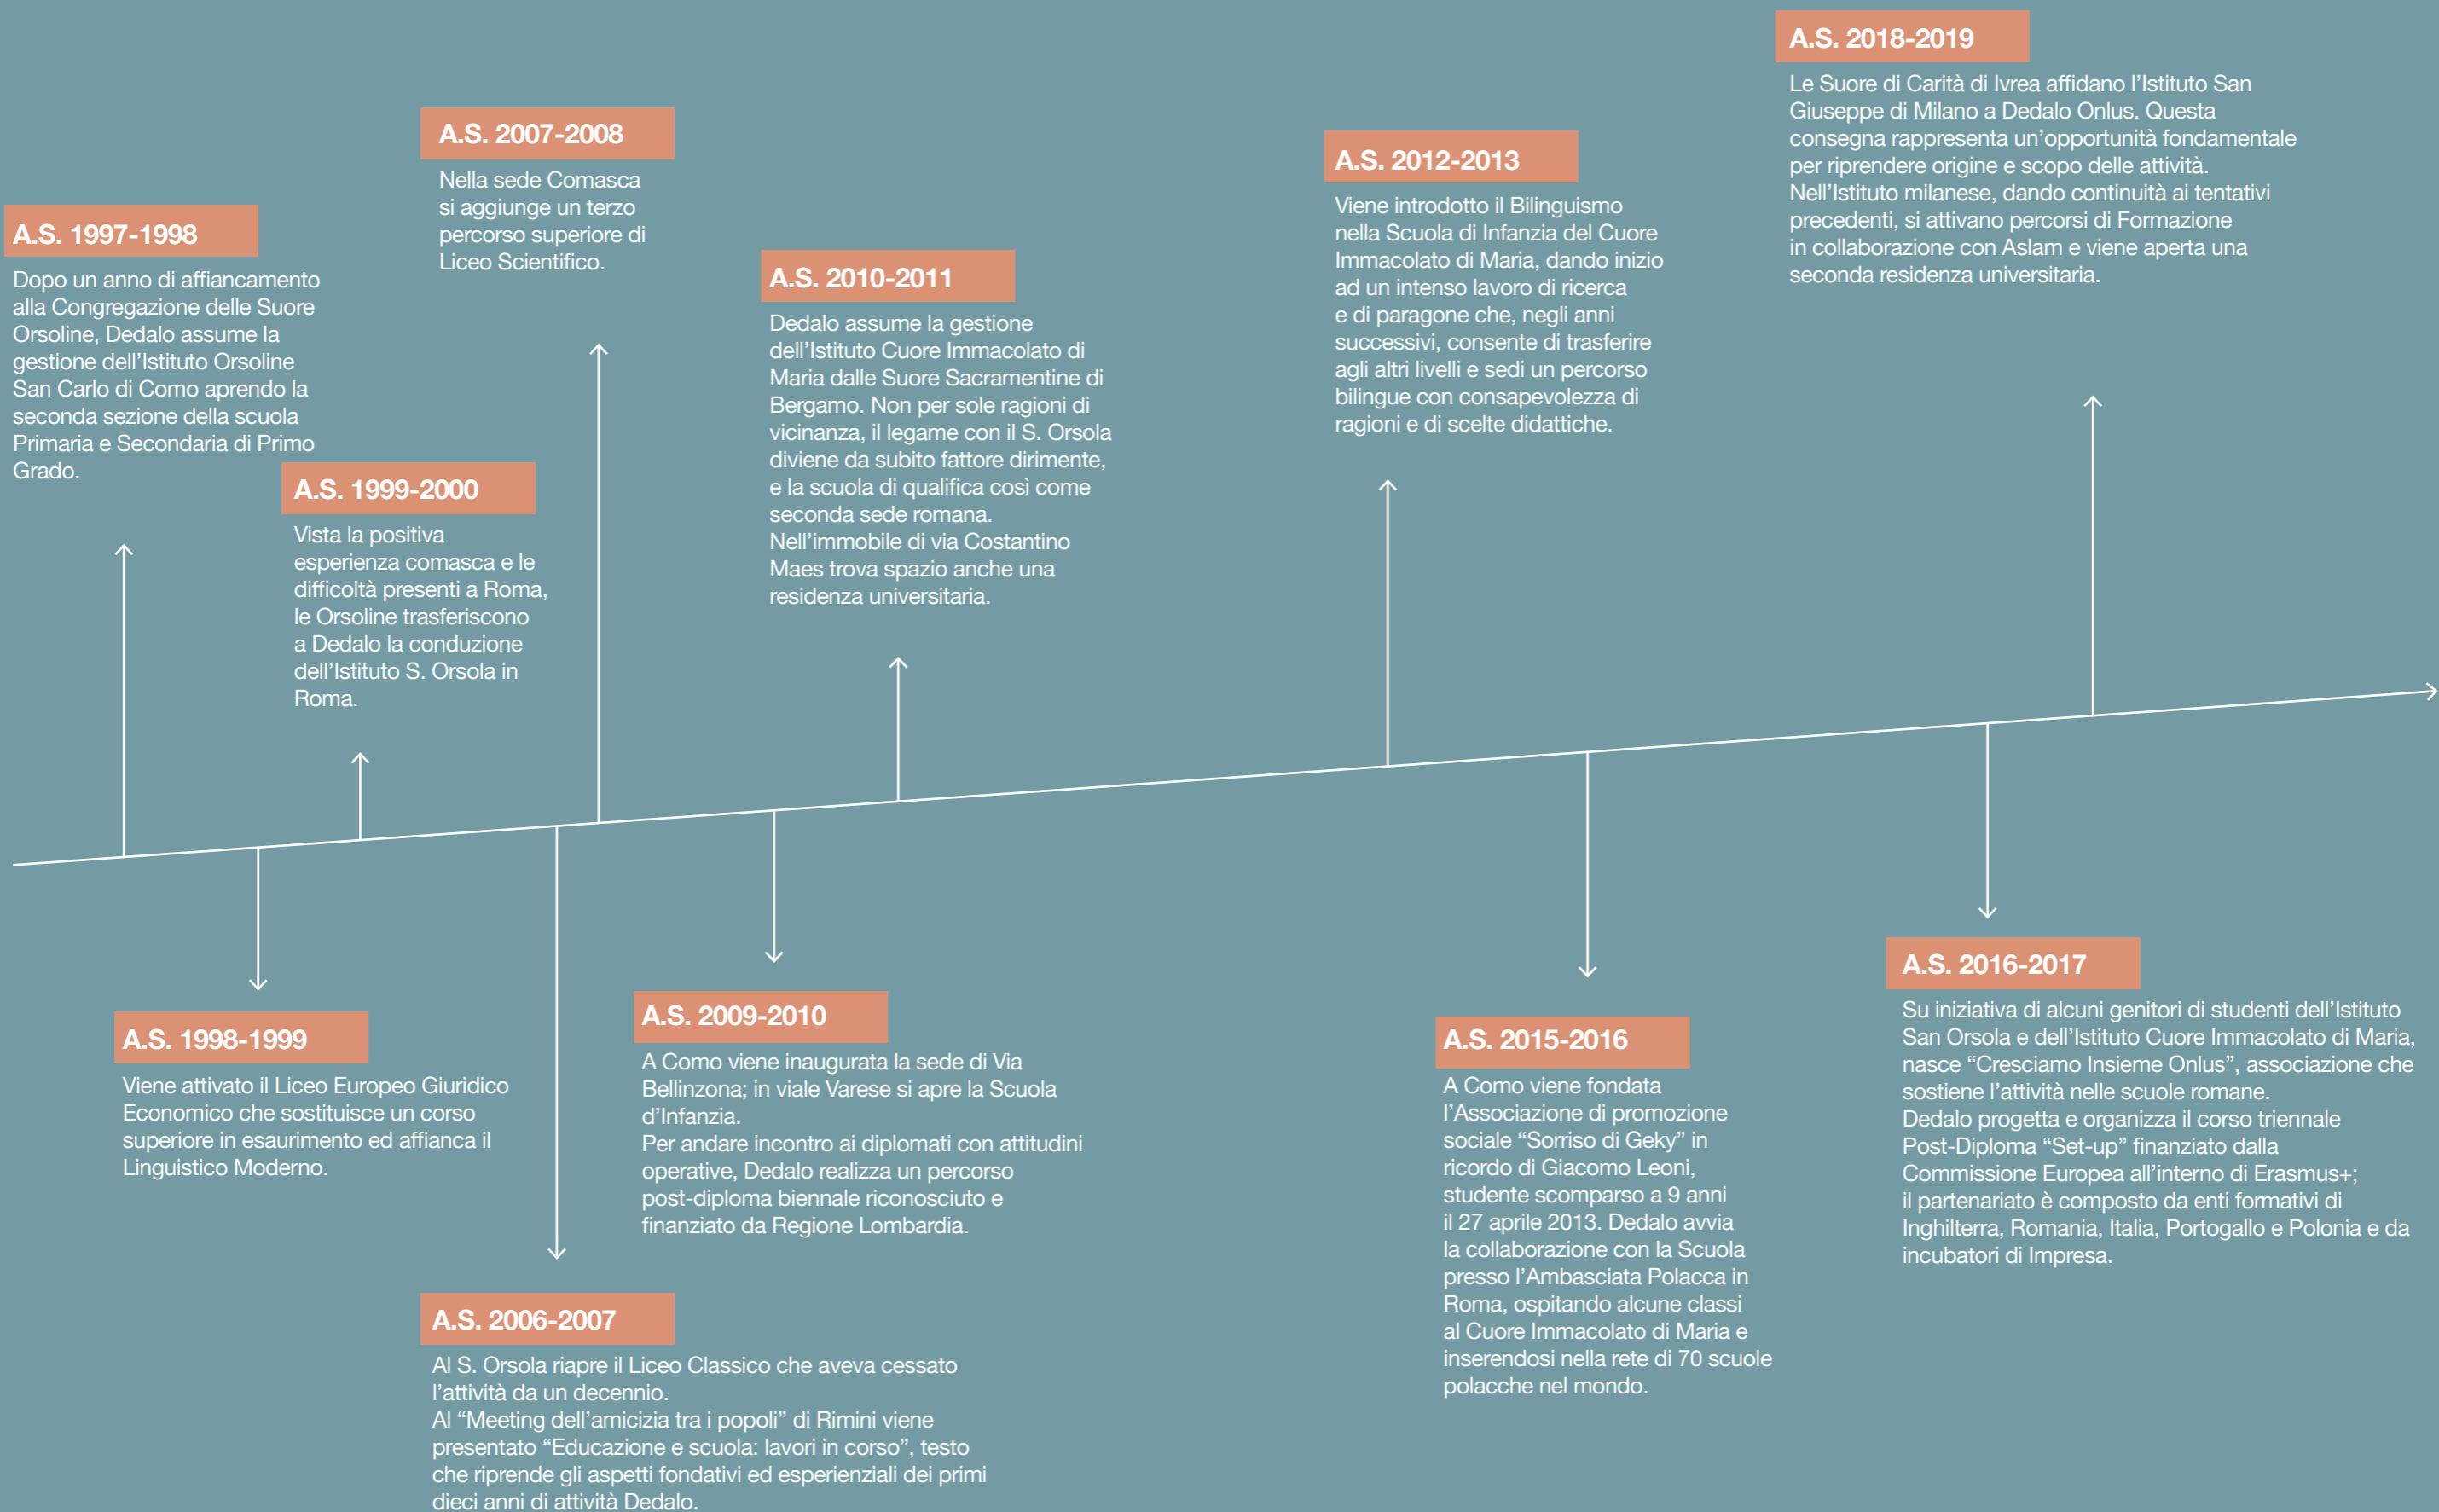 A.S. 1997-1998
Dopo un anno di affiancamento
alla Congregazione delle Suore
Orsoline, Dedalo assume la
gestione dell’Istituto Orsoline
San Carlo di Como aprendo la
seconda sezione della scuola
Primaria e Secondaria di Primo
Grado.
A.S. 1998-1999
Viene attivato il Liceo Europeo Giuridico
Economico che sostituisce un corso
superiore in esaurimento ed affianca il
Linguistico Moderno.
A.S. 1999-2000
Vista la positiva
esperienza comasca e le
difficoltà presenti a Roma,
le Orsoline trasferiscono
a Dedalo la conduzione
dell’Istituto S. Orsola in
Roma.
A.S. 2006-2007
Al S. Orsola riapre il Liceo Classico che aveva cessato
l’attività da un decennio.
Al “Meeting dell’amicizia tra i popoli” di Rimini viene
presentato “Educazione e scuola: lavori in corso”, testo
che riprende gli aspetti fondativi ed esperienziali dei primi
dieci anni di attività Dedalo.
A.S. 2007-2008
Nella sede Comasca
si aggiunge un terzo
percorso superiore di
Liceo Scientifico.
A.S. 2009-2010
A Como viene inaugurata la sede di Via
Bellinzona; in viale Varese si apre la Scuola
d’Infanzia.
Per andare incontro ai diplomati con attitudini
operative, Dedalo realizza un percorso
post-diploma biennale riconosciuto e
finanziato da Regione Lombardia.
A.S. 2010-2011
Dedalo assume la gestione
dell’Istituto Cuore Immacolato di
Maria dalle Suore Sacramentine di
Bergamo. Non per sole ragioni di
vicinanza, il legame con il S. Orsola
diviene da subito fattore dirimente,
e la scuola di qualifica così come
seconda sede romana.
Nell’immobile di via Costantino
Maes trova spazio anche una
residenza universitaria.
A.S. 2012-2013
Viene introdotto il Bilinguismo
nella Scuola di Infanzia del Cuore
Immacolato di Maria, dando inizio
ad un intenso lavoro di ricerca
e di paragone che, negli anni
successivi, consente di trasferire
agli altri livelli e sedi un percorso
bilingue con consapevolezza di
ragioni e di scelte didattiche.
A.S. 2015-2016
A Como viene fondata
l’Associazione di promozione
sociale “Sorriso di Geky” in
ricordo di Giacomo Leoni,
studente scomparso a 9 anni
il 27 aprile 2013. Dedalo avvia
la collaborazione con la Scuola
presso l’Ambasciata Polacca in
Roma, ospitando alcune classi
al Cuore Immacolato di Maria e
inserendosi nella rete di 70 scuole
polacche nel mondo.
A.S. 2016-2017
Su iniziativa di alcuni genitori di studenti dell’Istituto
San Orsola e dell’Istituto Cuore Immacolato di Maria,
nasce “Cresciamo Insieme Onlus”, associazione che
sostiene l’attività nelle scuole romane.
Dedalo progetta e organizza il corso triennale
Post-Diploma “Set-up” finanziato dalla
Commissione Europea all’interno di Erasmus+;
il partenariato è composto da enti formativi di
Inghilterra, Romania, Italia, Portogallo e Polonia e da
incubatori di Impresa.
A.S. 2018-2019
Le Suore di Carità di Ivrea affidano l’Istituto San
Giuseppe di Milano a Dedalo Onlus. Questa
consegna rappresenta un’opportunità fondamentale
per riprendere origine e scopo delle attività.
Nell’Istituto milanese, dando continuità ai tentativi
precedenti, si attivano percorsi di Formazione
in collaborazione con Aslam e viene aperta una
seconda residenza universitaria.